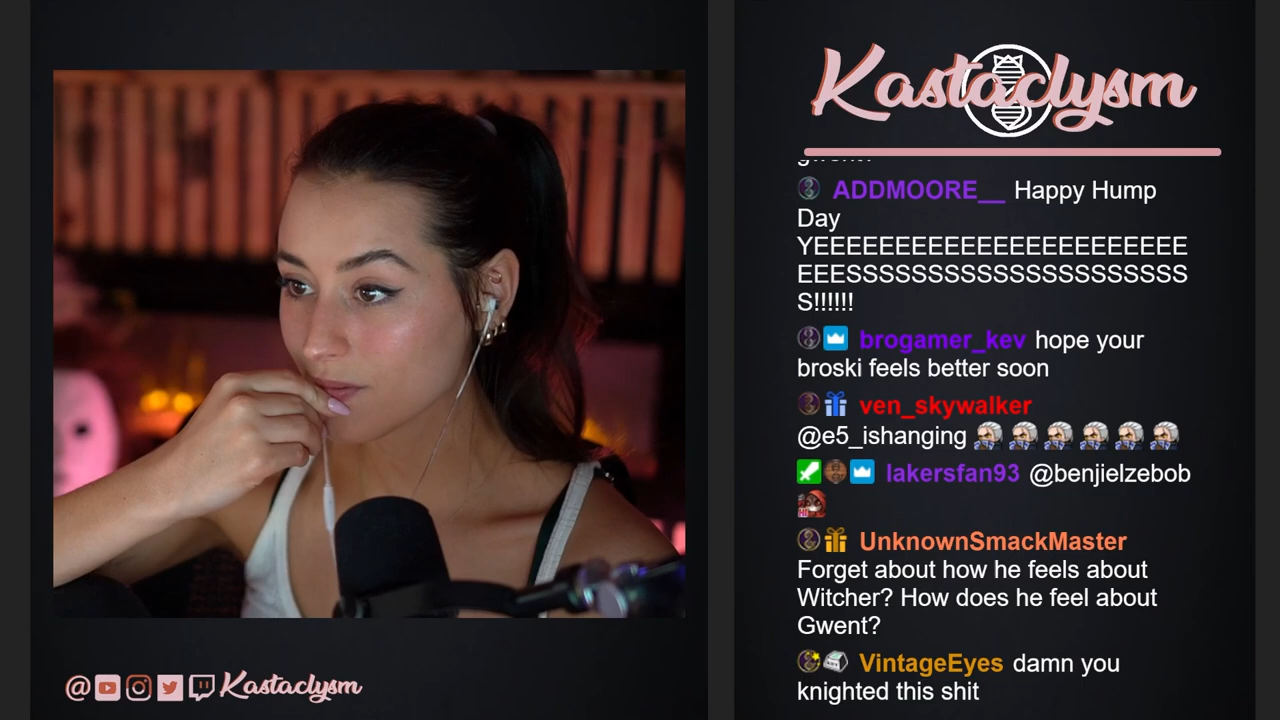 Kastaclysm
ADDMOORE__ Happy Hump
Day
YEEEEEEEEEEEEEEEEEEEEEEE
EEESSSSSSSSSSSSSSSSSSSSS
S!!!!!!
brogamer_kev hope your
broski feels better soon
ven_skywalker
@e5_ishanging
lakersfan93 @benjielzebob
HI
UnknownSmackMaster
Forget about how he feels about
Witcher? How does he feel about
Gwent?
VintageEyes damn you
knighted this shit
@ Kastaclysm